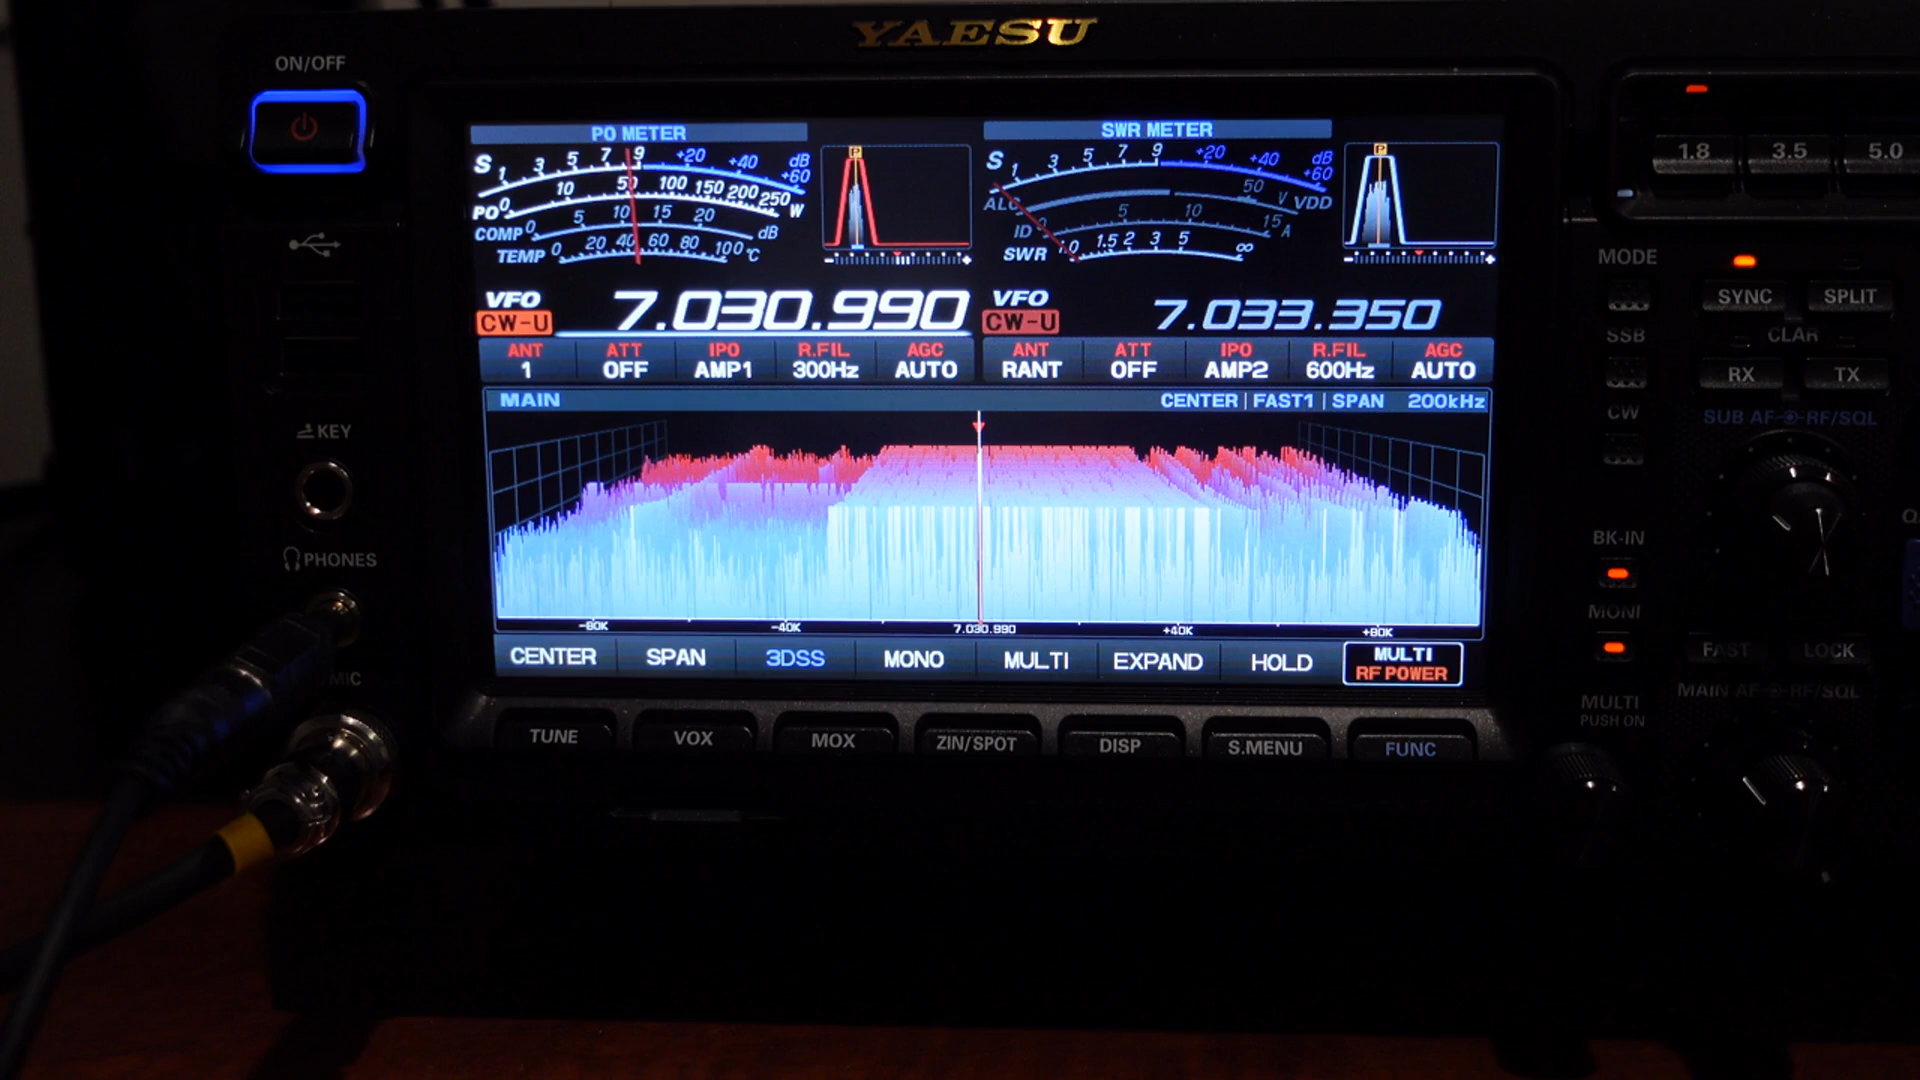 YAESU
ON/OFF
PO METER
SWR METER
S 1 3 5 7 9 +20 +40 +60 dB
PO 0 10 50 100 150 200 250 W
COMP 0 5 10 15 20 dB
TEMP 0 20 40 60 80 100 °C
P
- +
S 1 3 5 7 9 +20 +40 +60 dB
ALC 50 V VDD
ID 0 5 10 15 A
SWR 1.0 1.5 2 3 5 ∞
P
- +
VFO
CW-U
7.030.990
VFO
CW-U
7.033.350
ANT ATT IPO R.FIL AGC
1 OFF AMP1 300Hz AUTO
ANT ATT IPO R.FIL AGC
RANT OFF AMP2 600Hz AUTO
MAIN CENTER | FAST1 | SPAN 200kHz
-80K -40K 7.030.990 +40K +80K
CENTER SPAN 3DSS MONO MULTI EXPAND HOLD MULTI
RF POWER
TUNE VOX MOX ZIN/SPOT DISP S.MENU FUNC
KEY
PHONES
MIC
1.8 3.5 5.0
MODE
SYNC SPLIT
SSB
CLAR
RX TX
CW
SUB AF RF/SQL
BK-IN
MONI
FAST LOCK
MAIN AF RF/SQL
MULTI
PUSH ON